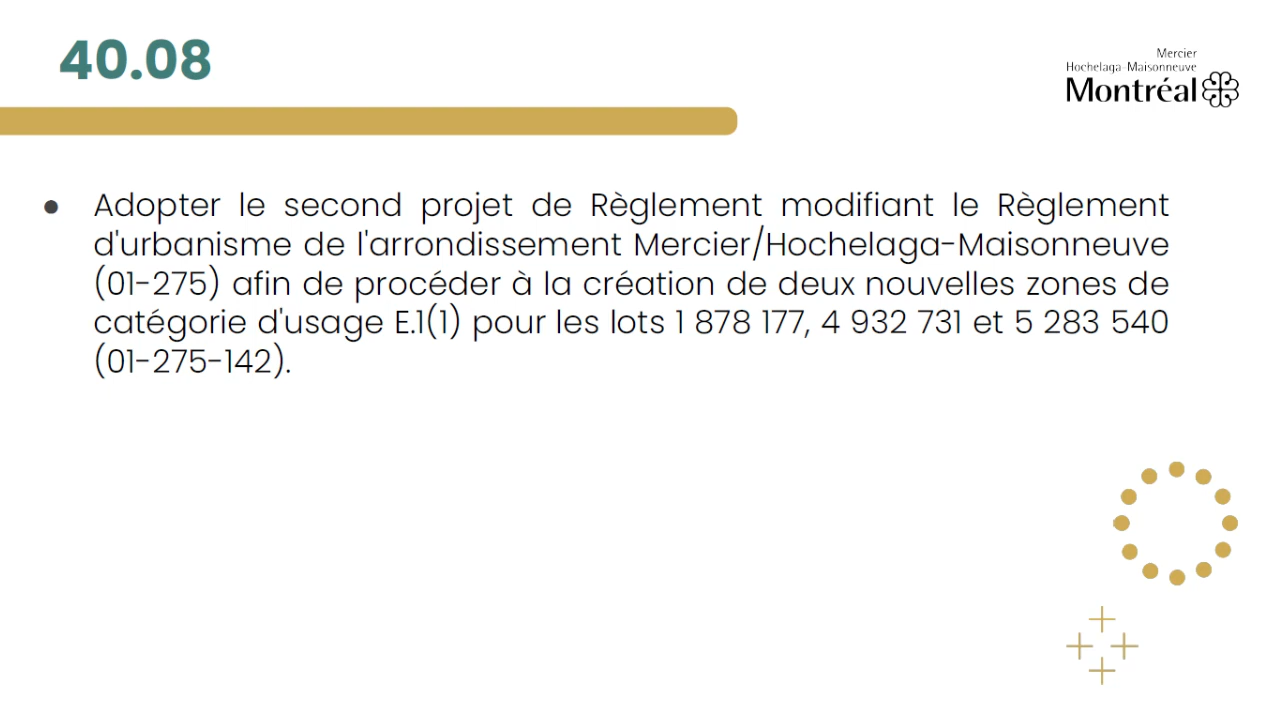 40.08
Mercier
Hochelaga-Maisonneuve
Montréal
● Adopter le second projet de Règlement modifiant le Règlement
d'urbanisme de l'arrondissement Mercier/Hochelaga-Maisonneuve
(01-275) afin de procéder à la création de deux nouvelles zones de
catégorie d'usage E.1(1) pour les lots 1 878 177, 4 932 731 et 5 283 540
(01-275-142).